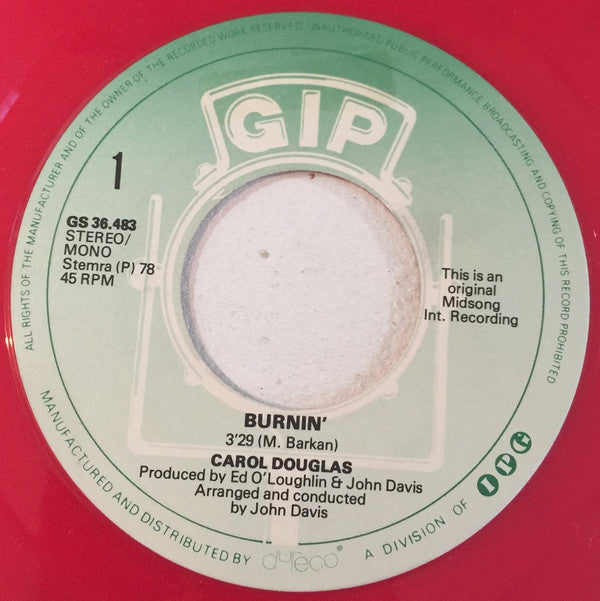 ALL RIGHTS OF THE MANUFACTURER AND OF THE OWNER OF THE RECORDED WORK RESERVED. UNAUTHORISED PUBLIC PERFORMANCE BROADCASTING AND COPYING OF THIS RECORD PROHIBITED
GIP
1
GS 36.483
STEREO/
MONO
Stemra (P) 78
45 RPM
This is an
original
Midsong
Int. Recording
BURNIN'
3'29 (M. Barkan)
CAROL DOUGLAS
Produced by Ed O'Loughlin & John Davis
Arranged and conducted
by John Davis
MANUFACTURED AND DISTRIBUTED BY dureco® A DIVISION OF IPG